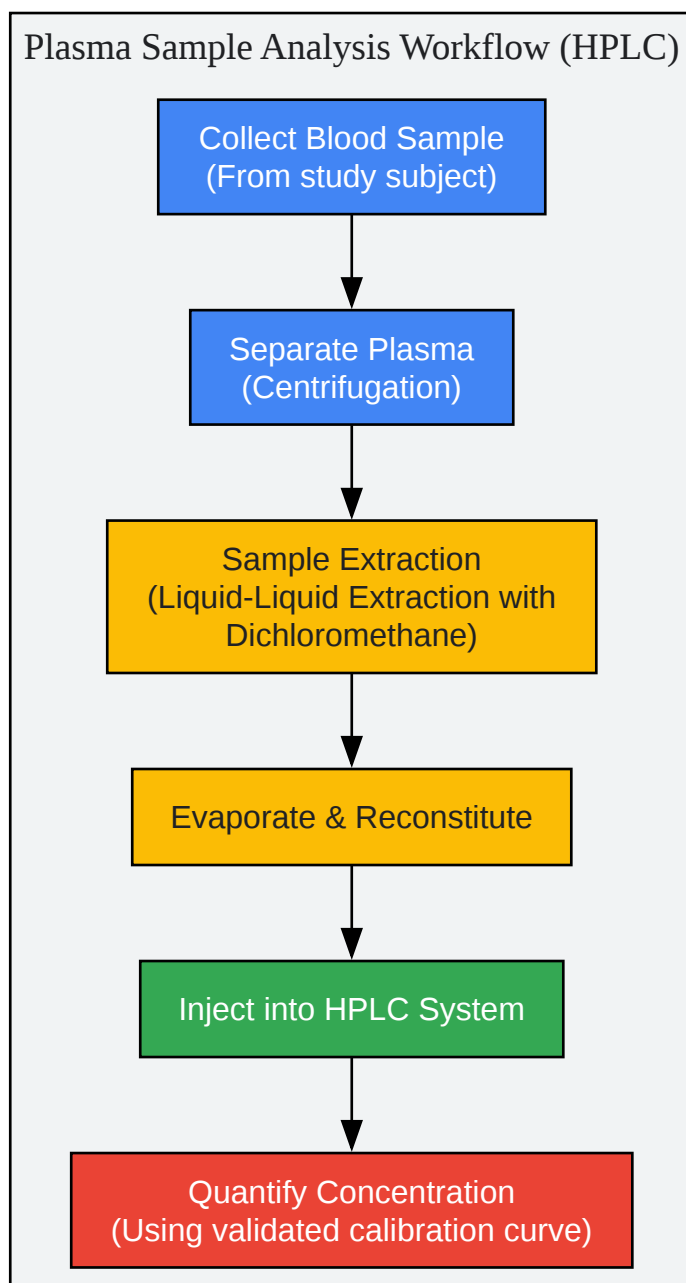 Plasma Sample Analysis Workflow (HPLC)
Collect Blood Sample
(From study subject)
Separate Plasma
(Centrifugation)
Sample Extraction
(Liquid-Liquid Extraction with
Dichloromethane)
Evaporate & Reconstitute
Inject into HPLC System
Quantify Concentration
(Using validated calibration curve)